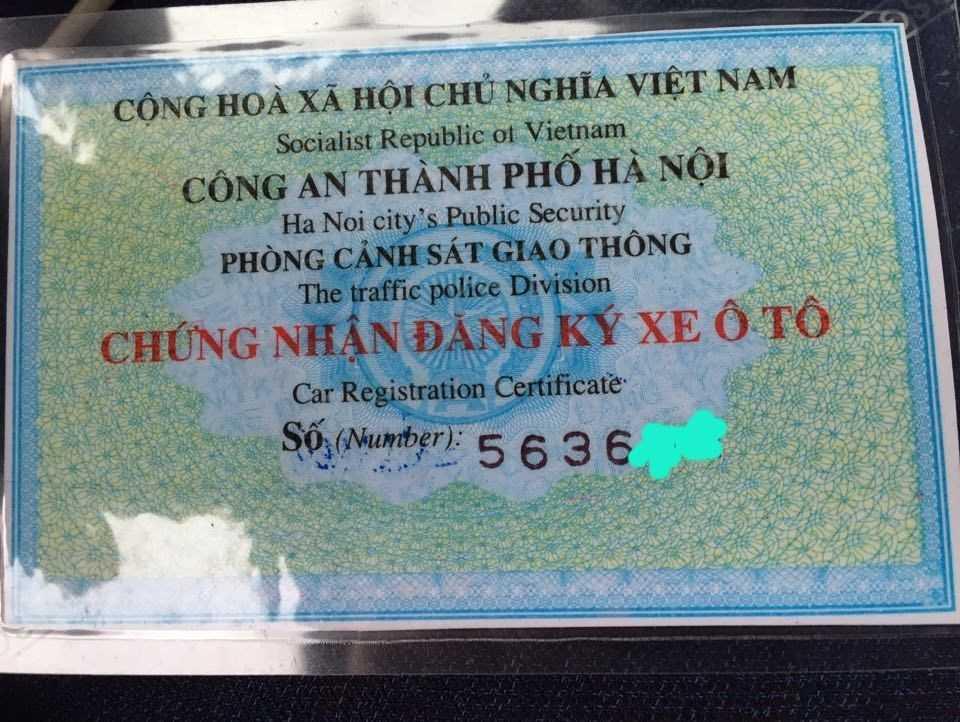 CỘNG HOÀ XÃ HỘI CHỦ NGHĨA VIỆT NAM
Socialist Republic of Vietnam
CÔNG AN THÀNH PHỐ HÀ NỘI
Ha Noi city's Public Security
PHÒNG CẢNH SÁT GIAO THÔNG
The traffic police Division
CHỨNG NHẬN ĐĂNG KÝ XE Ô TÔ
Car Registration Certificate
Số (Number): 5636